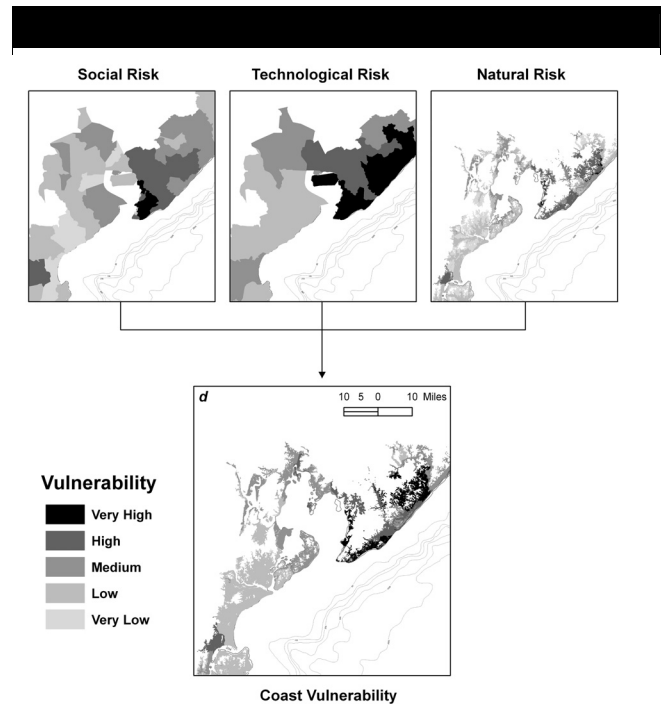 Social Risk
Technological Risk
Natural Risk
d
10 5 0 10 Miles
Vulnerability
Very High
High
Medium
Low
Very Low
Coast Vulnerability